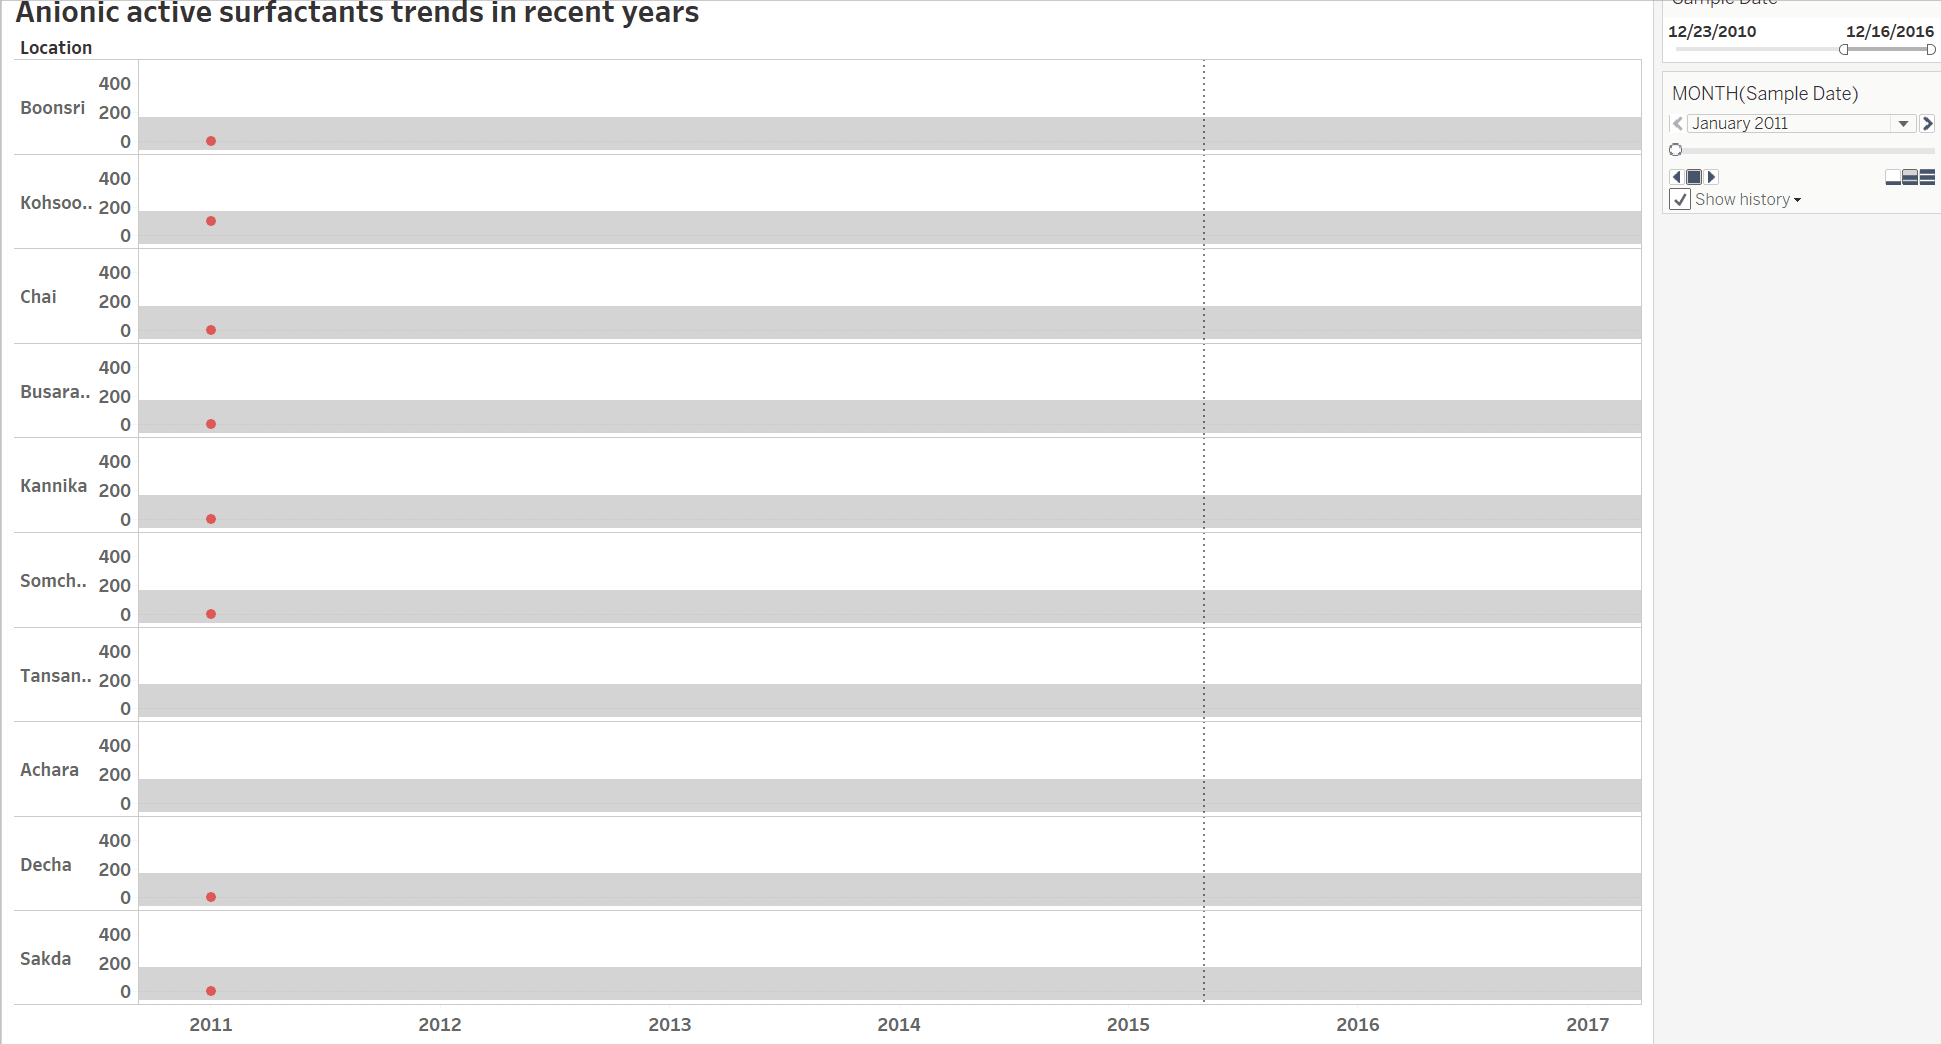 Anionic active surfactants trends in recent years
Location
Boonsri
400
200
0
Kohsoo..
400
200
0
Chai
400
200
0
Busara..
400
200
0
Kannika
400
200
0
Somch..
400
200
0
Tansan..
400
200
0
Achara
400
200
0
Decha
400
200
0
Sakda
400
200
0
2011 2012 2013 2014 2015 2016 2017
Sample Date
12/23/2010 12/16/2016
MONTH(Sample Date)
January 2011
Show history